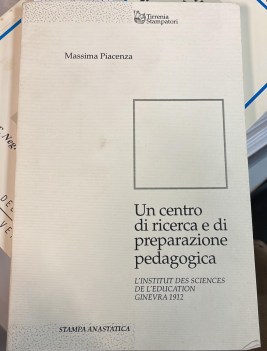 Tirrenia
Stampatori
Massima Piacenza
Un centro
di ricerca e di
preparazione
pedagogica
L'INSTITUT DES SCIENCES
DE L'EDUCATION
GINEVRA 1912
STAMPA ANASTATICA